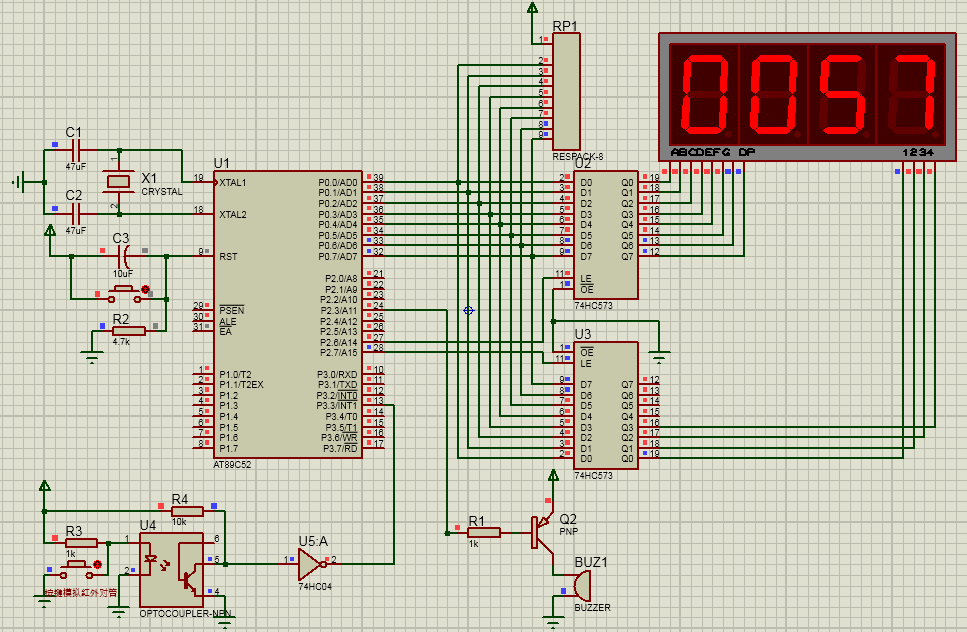 RP1
1
2
3
4
5
6
7
8
9
RESPACK-8
ABCDEFG DP
1234
C1
47uF
X1
CRYSTAL
1
2
C2
47uF
C3
10uF
R2
4.7k
U1
19 XTAL1
18 XTAL2
9 RST
29 PSEN
30 ALE
31 EA
1 P1.0/T2
2 P1.1/T2EX
3 P1.2
4 P1.3
5 P1.4
6 P1.5
7 P1.6
8 P1.7
P0.0/AD0 39
P0.1/AD1 38
P0.2/AD2 37
P0.3/AD3 36
P0.4/AD4 35
P0.5/AD5 34
P0.6/AD6 33
P0.7/AD7 32
P2.0/A8 21
P2.1/A9 22
P2.2/A10 23
P2.3/A11 24
P2.4/A12 25
P2.5/A13 26
P2.6/A14 27
P2.7/A15 28
P3.0/RXD 10
P3.1/TXD 11
P3.2/INT0 12
P3.3/INT1 13
P3.4/T0 14
P3.5/T1 15
P3.6/WR 16
P3.7/RD 17
AT89C52
U2
2 D0 Q0 19
3 D1 Q1 18
4 D2 Q2 17
5 D3 Q3 16
6 D4 Q4 15
7 D5 Q5 14
8 D6 Q6 13
9 D7 Q7 12
11 LE
1 OE
74HC573
U3
1 OE
11 LE
9 D7 Q7 12
8 D6 Q6 13
7 D5 Q5 14
6 D4 Q4 15
5 D3 Q3 16
4 D2 Q2 17
3 D1 Q1 18
2 D0 Q0 19
74HC573
R4
10k
R3
1k
U4
1
2
6
5
4
按键模拟红外对管
OPTOCOUPLER-NPN
U5:A
1
2
74HC04
R1
1k
Q2
PNP
BUZ1
BUZZER
0057